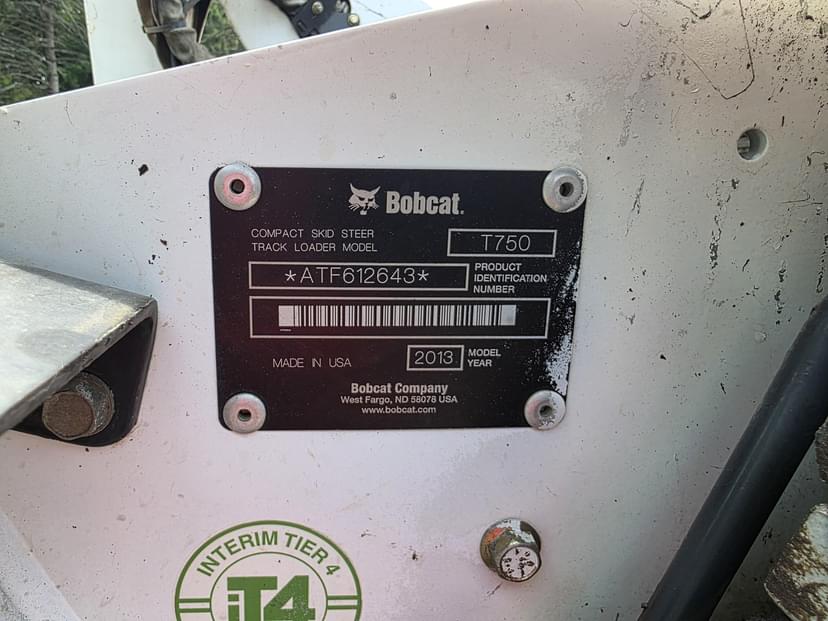 Bobcat.
COMPACT SKID STEER
TRACK LOADER MODEL
T750
*ATF612643*
PRODUCT
IDENTIFICATION
NUMBER
MADE IN USA
2013
MODEL
YEAR
Bobcat Company
West Fargo, ND 58078 USA
www.bobcat.com
INTERIM TIER 4
iT4